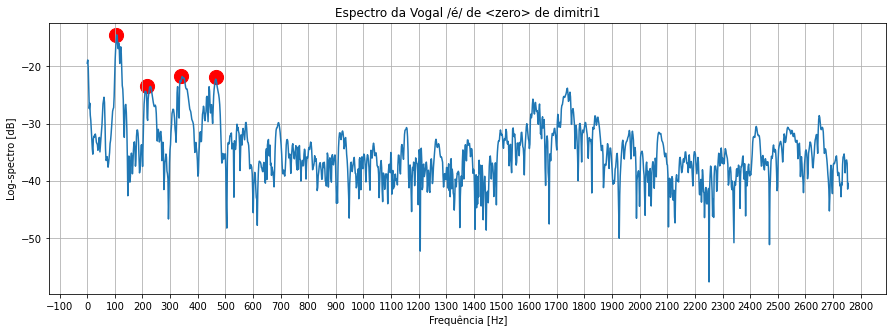 Espectro da Vogal /é/ de <zero> de dimitri1
Log-spectro [dB]
−20
−30
−40
−50
−100 0 100 200 300 400 500 600 700 800 900 1000 1100 1200 1300 1400 1500 1600 1700 1800 1900 2000 2100 2200 2300 2400 2500 2600 2700 2800
Frequência [Hz]